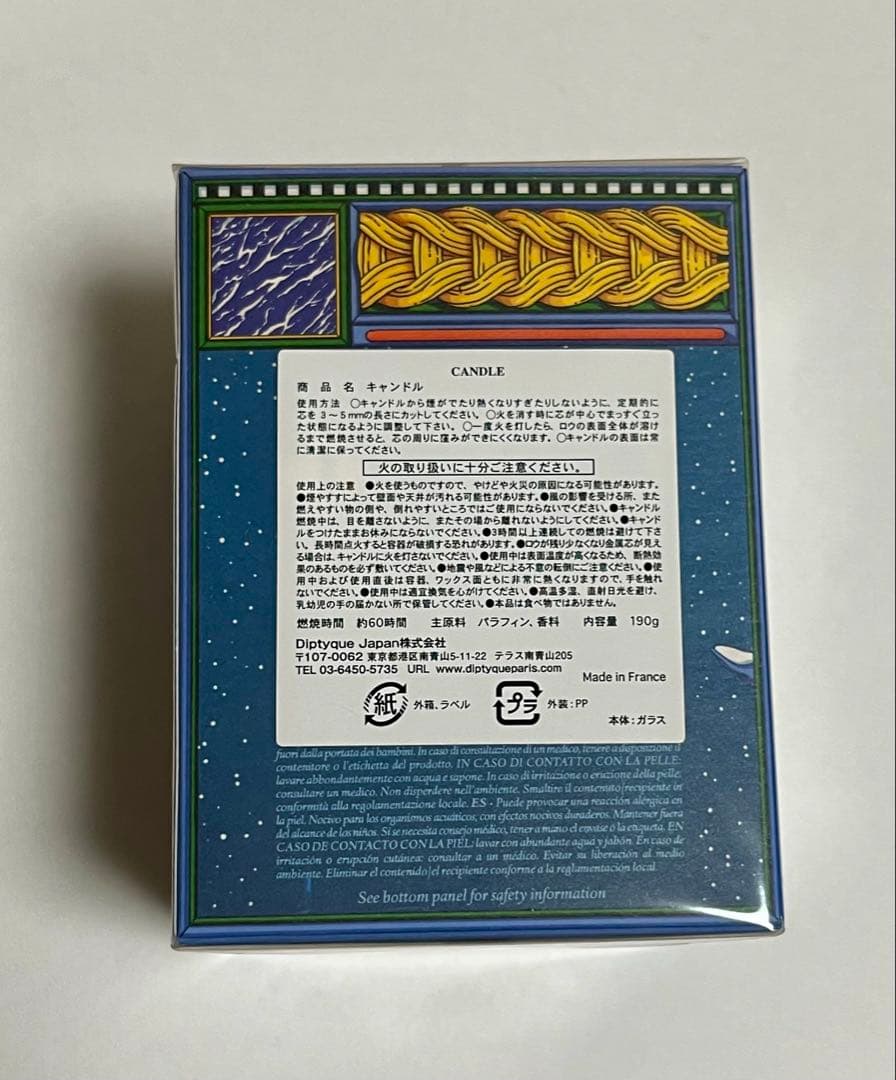 CANDLE
商品名 キャンドル
使用方法 ○キャンドルから煙がでたり熱くなりすぎたりしないように、定期的に
芯を3～5mmの長さにカットしてください。○火を消す時に芯が中心でまっすぐ立っ
た状態になるように調整して下さい。○一度火を灯したら、ロウの表面全体が溶け
るまで燃焼させると、芯の周りに窪みができにくくなります。○キャンドルの表面は常
に清潔に保ってください。
火の取り扱いに十分ご注意ください。
使用上の注意 ●火を使うものですので、やけどや火災の原因になる可能性があります。
●煙やすすによって壁面や天井が汚れる可能性があります。●風の影響を受ける所、また
燃えやすい物の側や、倒れやすいところではご使用にならないでください。●キャンドル
燃焼中は、目を離さないように、またその場から離れないようにしてください。●キャンド
ルをつけたままお休みにならないでください。●3時間以上連続しての燃焼は避けて下さ
い。長時間点火すると容器が破損する恐れがあります。●ロウが残り少なくなり金属芯が見え
る場合は、キャンドルに火を灯さないでください。●使用中は表面温度が高くなるため、断熱効
果のあるものを必ず敷いてください。●地震や風などによる不意の転倒にご注意ください。●使
用中および使用直後は容器、ワックス面ともに非常に熱くなりますので、手を触れ
ないでください。●使用中は適宜換気を心がけてください。●高温多湿、直射日光を避け、
乳幼児の手の届かない所で保管してください。●本品は食べ物ではありません。
燃焼時間 約60時間 主原料 パラフィン、香料 内容量 190g
Diptyque Japan株式会社
〒107-0062 東京都港区南青山5-11-22 テラス南青山205
TEL 03-6450-5735 URL www.diptyqueparis.com
Made in France
紙 外箱、ラベル プラ 外装：PP
本体：ガラス
fuori dalla portata dei bambini. In caso di consultazione di un medico, tenere a disposizione il
contenitore o l'etichetta del prodotto. IN CASO DI CONTATTO CON LA PELLE:
lavare abbondantemente con acqua e sapone. In caso di irritazione o eruzione della pelle:
consultare un medico. Non disperdere nell'ambiente. Smaltire il contenuto/recipiente in
conformità alla regolamentazione locale. ES - Puede provocar una reacción alérgica en
la piel. Nocivo para los organismos acuáticos, con efectos nocivos duraderos. Mantener fuera
del alcance de los niños. Si se necesita consejo médico, tener a mano el envase o la etiqueta. EN
CASO DE CONTACTO CON LA PIEL: lavar con abundante agua y jabón. En caso de
irritación o erupción cutánea: consultar a un médico. Evitar su liberación al medio
ambiente. Eliminar el contenido/el recipiente conforme a la reglamentación local.
See bottom panel for safety information